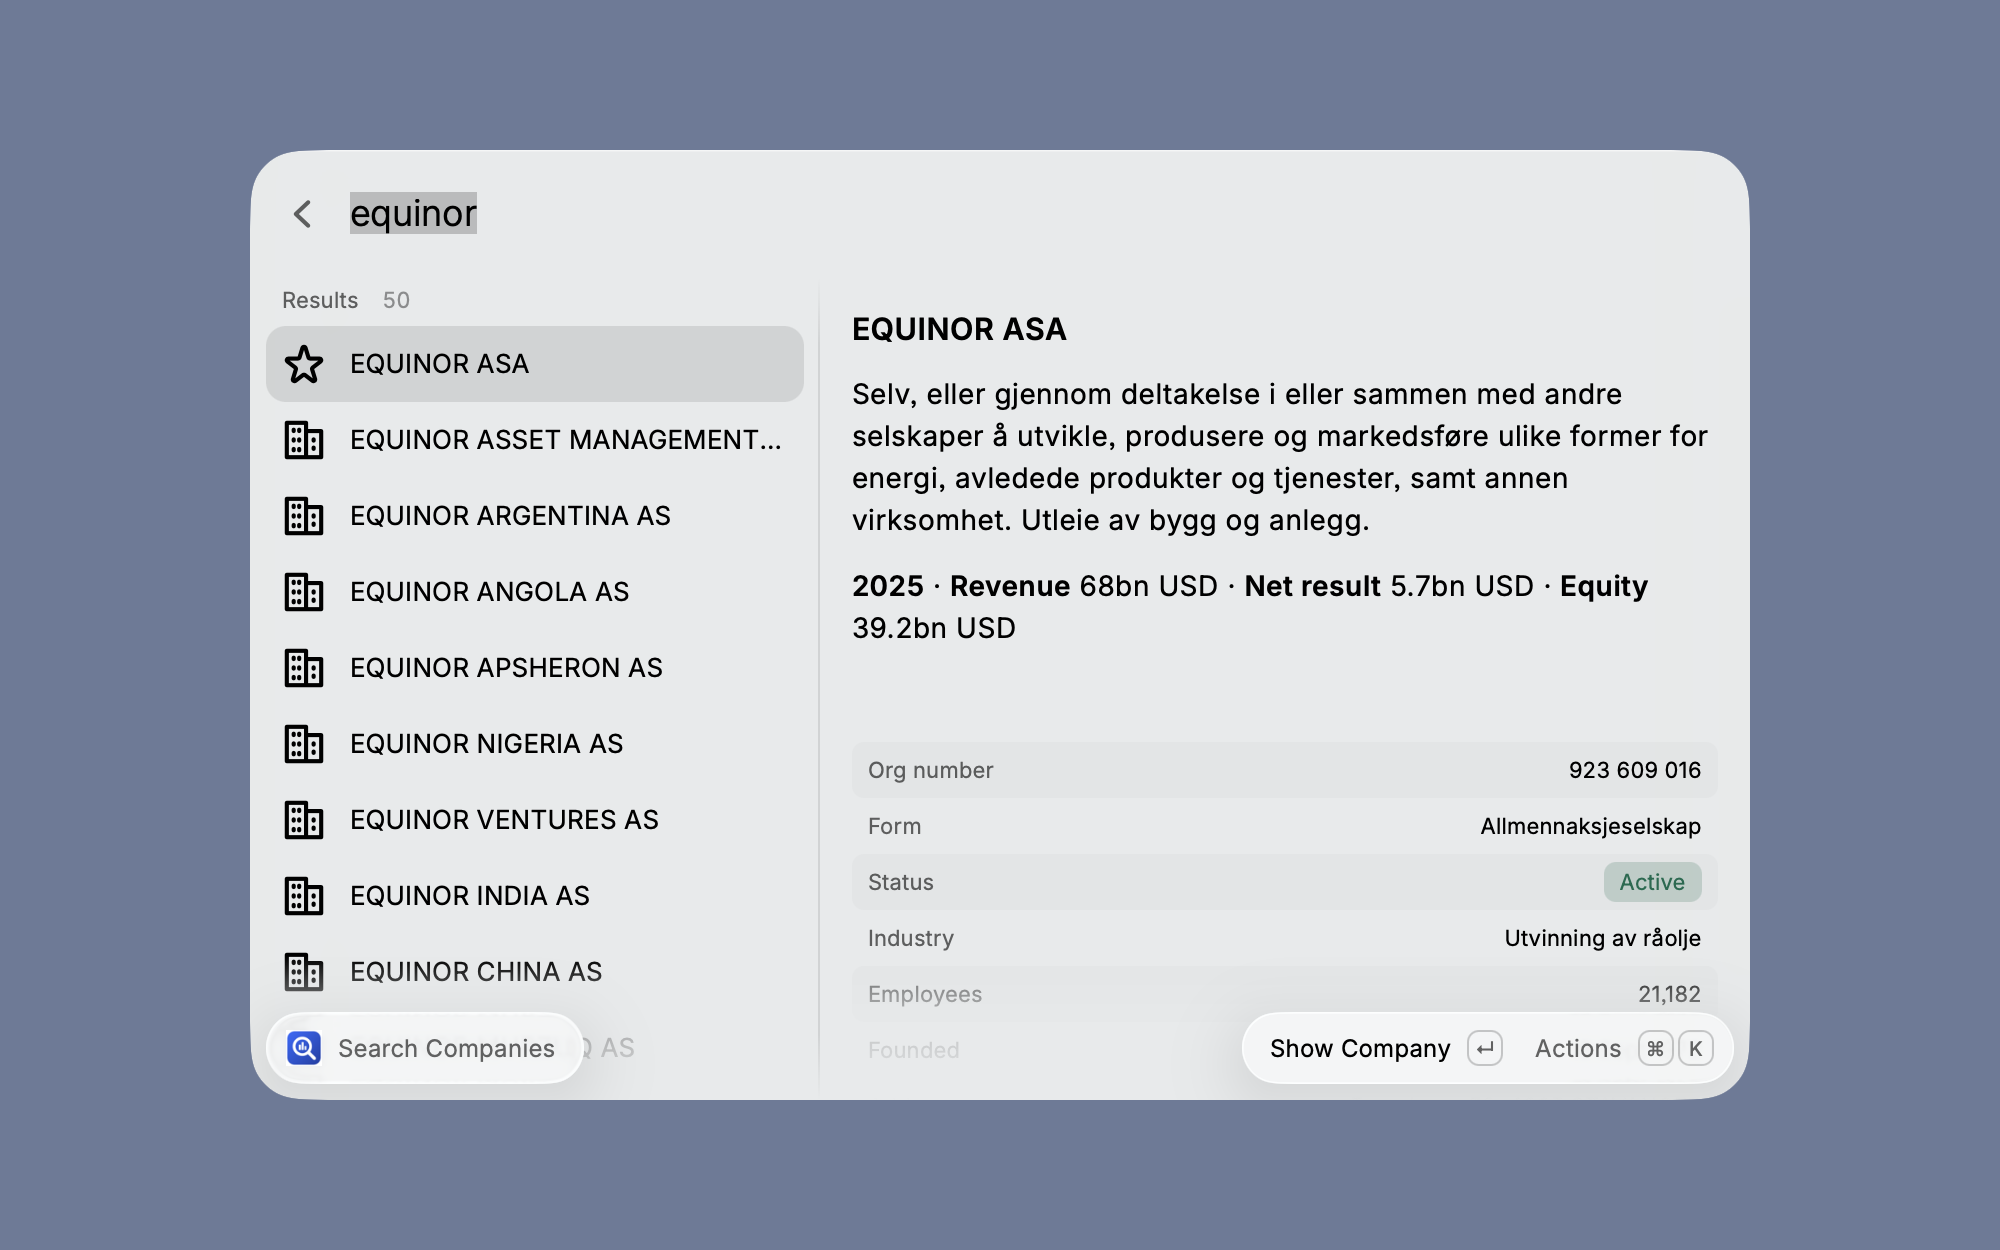 equinor
Results 50
EQUINOR ASA
EQUINOR ASSET MANAGEMENT...
EQUINOR ARGENTINA AS
EQUINOR ANGOLA AS
EQUINOR APSHERON AS
EQUINOR NIGERIA AS
EQUINOR VENTURES AS
EQUINOR INDIA AS
EQUINOR CHINA AS
AS
Search Companies
EQUINOR ASA
Selv, eller gjennom deltakelse i eller sammen med andre
selskaper å utvikle, produsere og markedsføre ulike former for
energi, avledede produkter og tjenester, samt annen
virksomhet. Utleie av bygg og anlegg.
2025 · Revenue 68bn USD · Net result 5.7bn USD · Equity
39.2bn USD
Org number 923 609 016
Form Allmennaksjeselskap
Status Active
Industry Utvinning av råolje
Employees 21,182
Founded
Show Company ↵ Actions ⌘ K